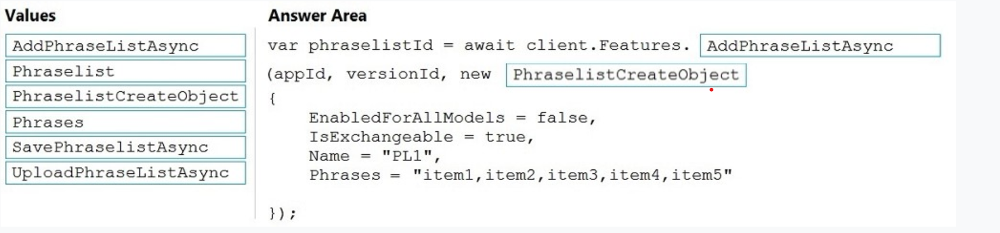 Values
AddPhraseListAsync
Phraselist
PhraselistCreateObject
Phrases
SavePhraselistAsync
UploadPhraseListAsync
Answer Area
var phraselistId = await client.Features. AddPhraseListAsync
(appId, versionId, new PhraselistCreateObject
{
EnabledForAllModels = false,
IsExchangeable = true,
Name = "PL1",
Phrases = "item1,item2,item3,item4,item5"
});